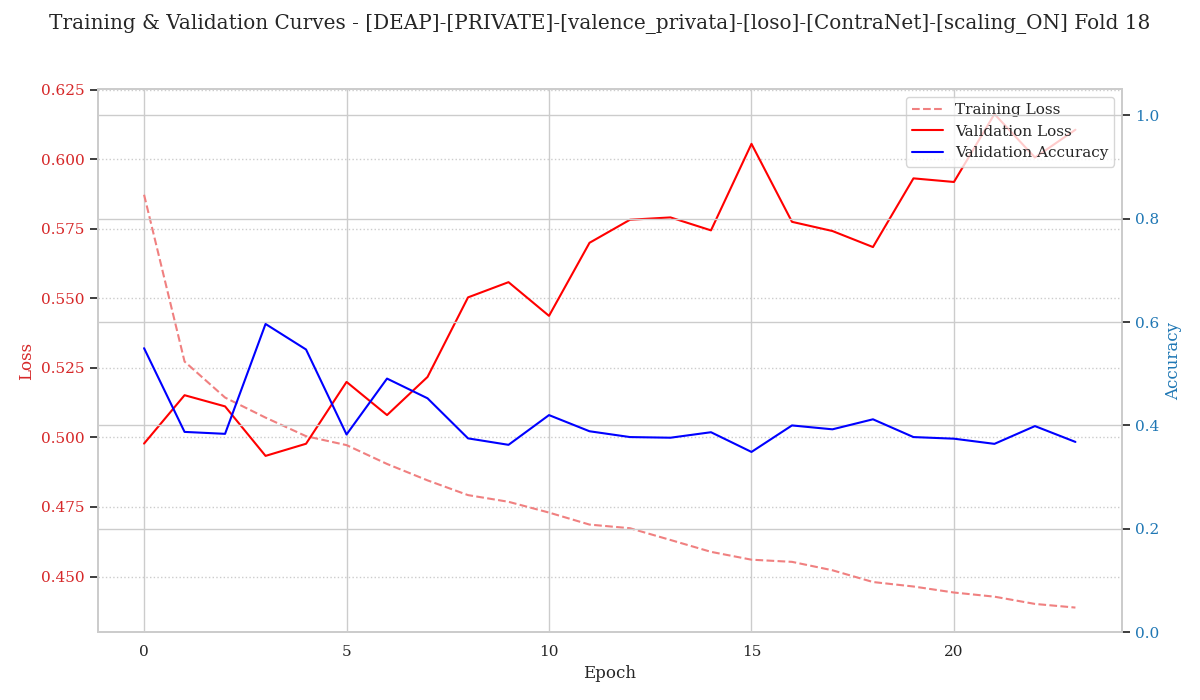 Training & Validation Curves - [DEAP]-[PRIVATE]-[valence_privata]-[loso]-[ContraNet]-[scaling_ON] Fold 18
0.625
0.600
0.575
0.550
0.525
0.500
0.475
0.450
Loss
Training Loss
Validation Loss
Validation Accuracy
1.0
0.8
0.6
0.4
0.2
0.0
Accuracy
0
5
10
15
20
Epoch